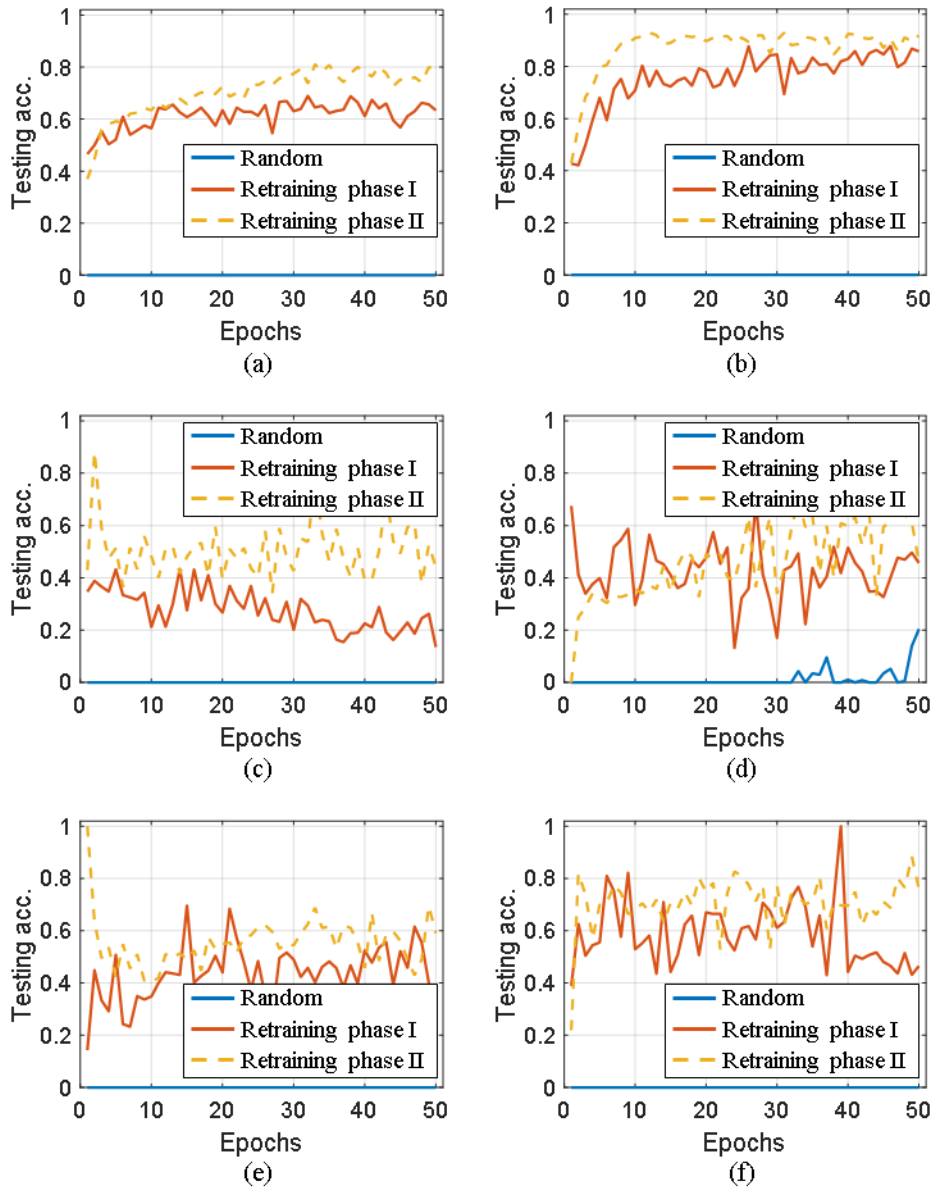 1
0.8
0.6
0.4
0.2
0
Testing acc.
Random
Retraining phase I
Retraining phase II
0 10 20 30 40 50
Epochs
(a)
1
0.8
0.6
0.4
0.2
0
Testing acc.
Random
Retraining phase I
Retraining phase II
0 10 20 30 40 50
Epochs
(b)
1
0.8
0.6
0.4
0.2
0
Testing acc.
Random
Retraining phase I
Retraining phase II
0 10 20 30 40 50
Epochs
(c)
1
0.8
0.6
0.4
0.2
0
Testing acc.
Random
Retraining phase I
Retraining phase II
0 10 20 30 40 50
Epochs
(d)
1
0.8
0.6
0.4
0.2
0
Testing acc.
Random
Retraining phase I
Retraining phase II
0 10 20 30 40 50
Epochs
(e)
1
0.8
0.6
0.4
0.2
0
Testing acc.
Random
Retraining phase I
Retraining phase II
0 10 20 30 40 50
Epochs
(f)